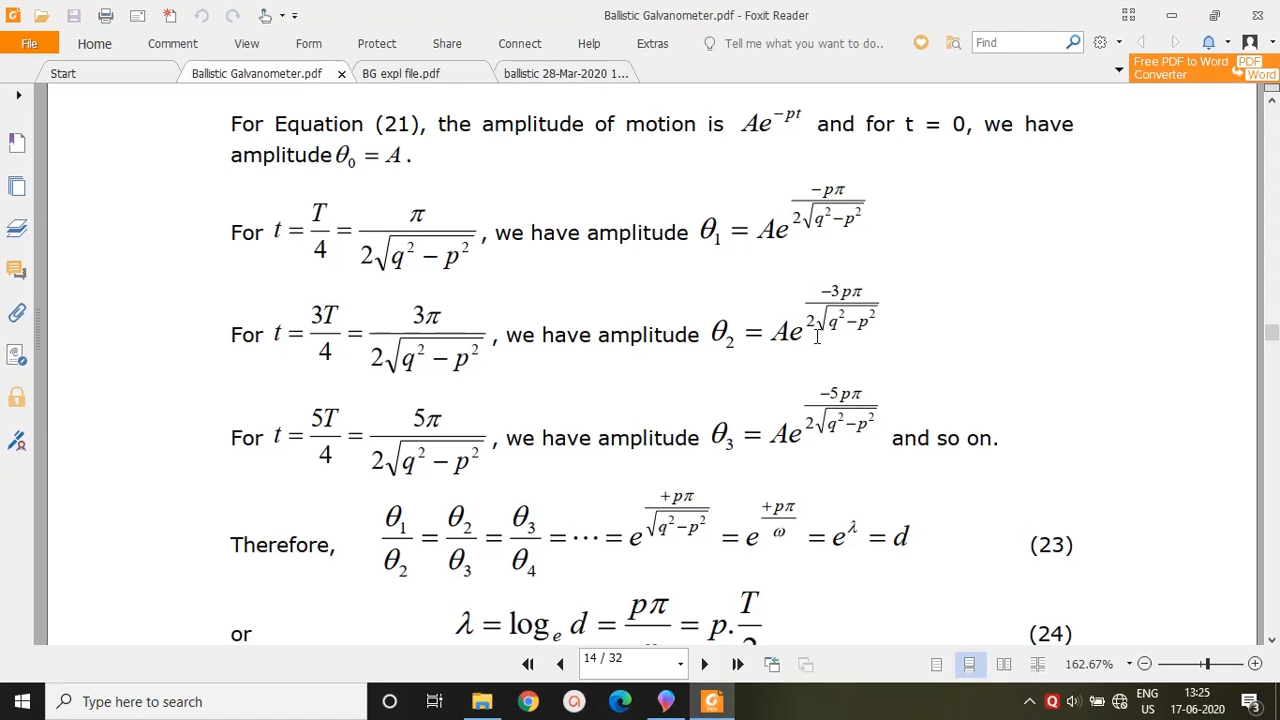 Ballistic Galvanometer.pdf - Foxit Reader
File Home Comment View Form Protect Share Connect Help Extras Tell me what you want to do.. Find
Start Ballistic Galvanometer.pdf BG expl file.pdf ballistic 28-Mar-2020 1... Free PDF to Word Converter PDF Word
For Equation (21), the amplitude of motion is Ae^{-pt} and for t = 0, we have
amplitude θ₀ = A.
For t = T/4 = π/(2√(q² − p²)), we have amplitude θ₁ = Ae^{−pπ/(2√(q²−p²))}
For t = 3T/4 = 3π/(2√(q² − p²)), we have amplitude θ₂ = Ae^{−3pπ/(2√(q²−p²))}
For t = 5T/4 = 5π/(2√(q² − p²)), we have amplitude θ₃ = Ae^{−5pπ/(2√(q²−p²))} and so on.
Therefore, θ₁/θ₂ = θ₂/θ₃ = θ₃/θ₄ = ⋯ = e^{+pπ/√(q²−p²)} = e^{+pπ/ω} = e^λ = d (23)
or λ = logₑ d = pπ/ = p.T/2 (24)
14 / 32 162.67%
Type here to search ENG US 13:25 17-06-2020 3